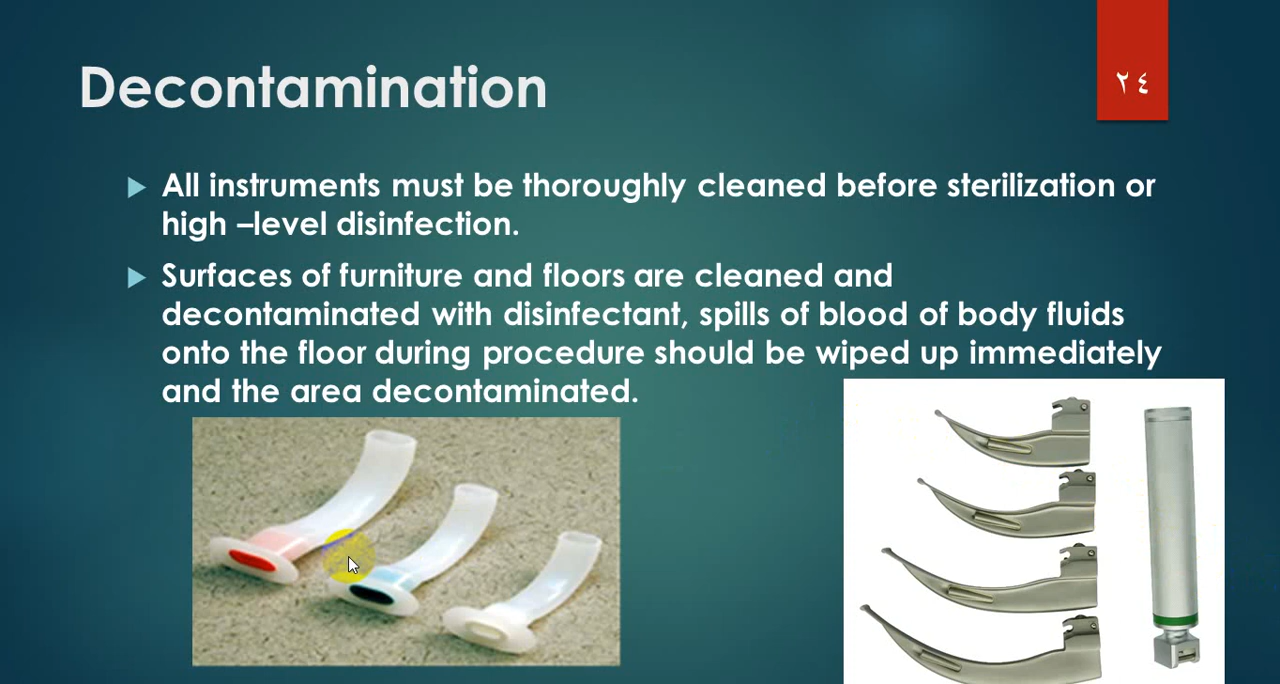 Decontamination
٢٤
All instruments must be thoroughly cleaned before sterilization or
high –level disinfection.
Surfaces of furniture and floors are cleaned and
decontaminated with disinfectant, spills of blood of body fluids
onto the floor during procedure should be wiped up immediately
and the area decontaminated.